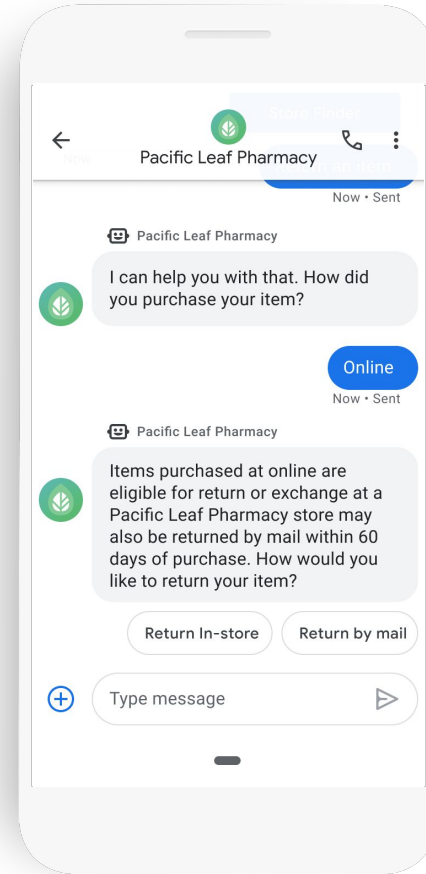 Pacific Leaf Pharmacy
Now • Sent
Pacific Leaf Pharmacy
I can help you with that. How did
you purchase your item?
Online
Now • Sent
Pacific Leaf Pharmacy
Items purchased at online are
eligible for return or exchange at a
Pacific Leaf Pharmacy store may
also be returned by mail within 60
days of purchase. How would you
like to return your item?
Return In-store
Return by mail
Type message